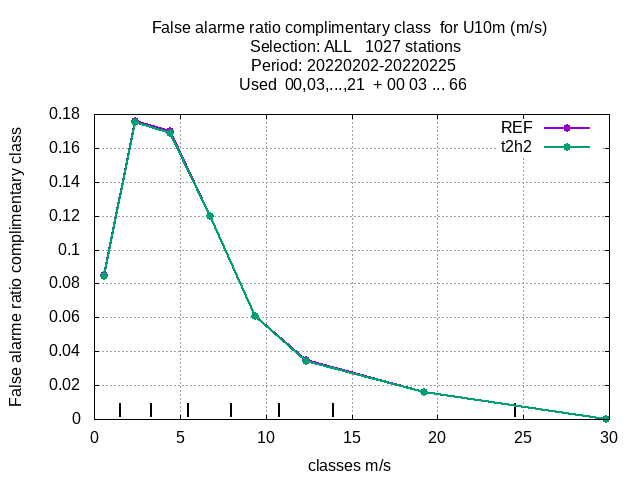 False alarme ratio complimentary class  for U10m (m/s)
Selection: ALL   1027 stations
Period: 20220202-20220225
Used  00,03,...,21  + 00 03 ... 66
REF
t2h2
False alarme ratio complimentary class
0.18
0.16
0.14
0.12
0.1
0.08
0.06
0.04
0.02
0
0 5 10 15 20 25 30
classes m/s